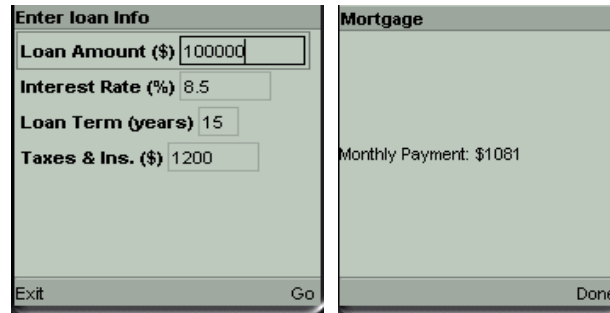 Enter loan Info
Loan Amount ($) 100000
Interest Rate (%) 8.5
Loan Term (years) 15
Taxes & Ins. ($) 1200
Exit Go
Mortgage
Monthly Payment: $1081
Done